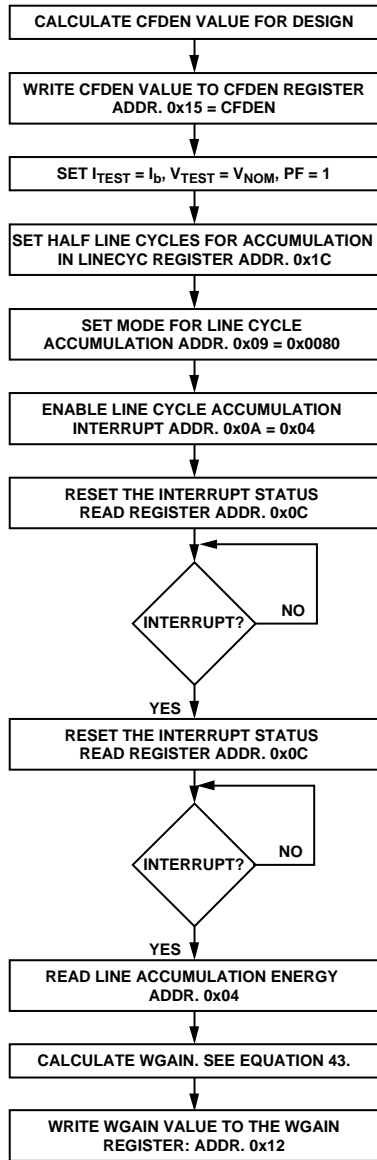 CALCULATE CFDEN VALUE FOR DESIGN
WRITE CFDEN VALUE TO CFDEN REGISTER
ADDR. 0x15 = CFDEN
SET I_TEST = I_b, V_TEST = V_NOM, PF = 1
SET HALF LINE CYCLES FOR ACCUMULATION
IN LINECYC REGISTER ADDR. 0x1C
SET MODE FOR LINE CYCLE
ACCUMULATION ADDR. 0x09 = 0x0080
ENABLE LINE CYCLE ACCUMULATION
INTERRUPT ADDR. 0x0A = 0x04
RESET THE INTERRUPT STATUS
READ REGISTER ADDR. 0x0C
INTERRUPT?
NO
YES
RESET THE INTERRUPT STATUS
READ REGISTER ADDR. 0x0C
INTERRUPT?
NO
YES
READ LINE ACCUMULATION ENERGY
ADDR. 0x04
CALCULATE WGAIN. SEE EQUATION 43.
WRITE WGAIN VALUE TO THE WGAIN
REGISTER: ADDR. 0x12